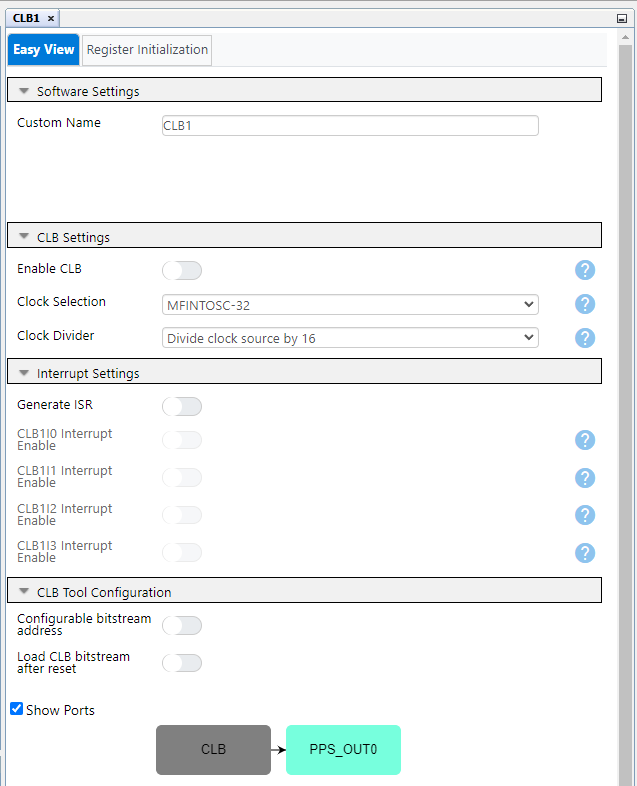 CLB1 ×
Easy View
Register Initialization
Software Settings
Custom Name
CLB1
CLB Settings
Enable CLB
?
Clock Selection
MFINTOSC-32
?
Clock Divider
Divide clock source by 16
?
Interrupt Settings
Generate ISR
CLB1I0 Interrupt
Enable
?
CLB1I1 Interrupt
Enable
?
CLB1I2 Interrupt
Enable
?
CLB1I3 Interrupt
Enable
?
CLB Tool Configuration
Configurable bitstream
address
Load CLB bitstream
after reset
Show Ports
CLB
PPS_OUT0